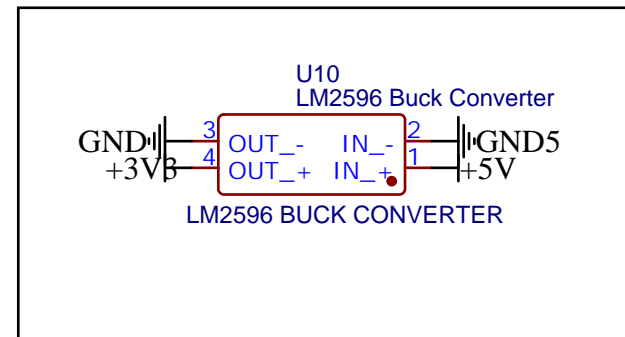 U10
LM2596 Buck Converter
GND 3 OUT_- IN_- 2 GND5
+3V3 4 OUT_+ IN_+ 1 +5V
LM2596 BUCK CONVERTER